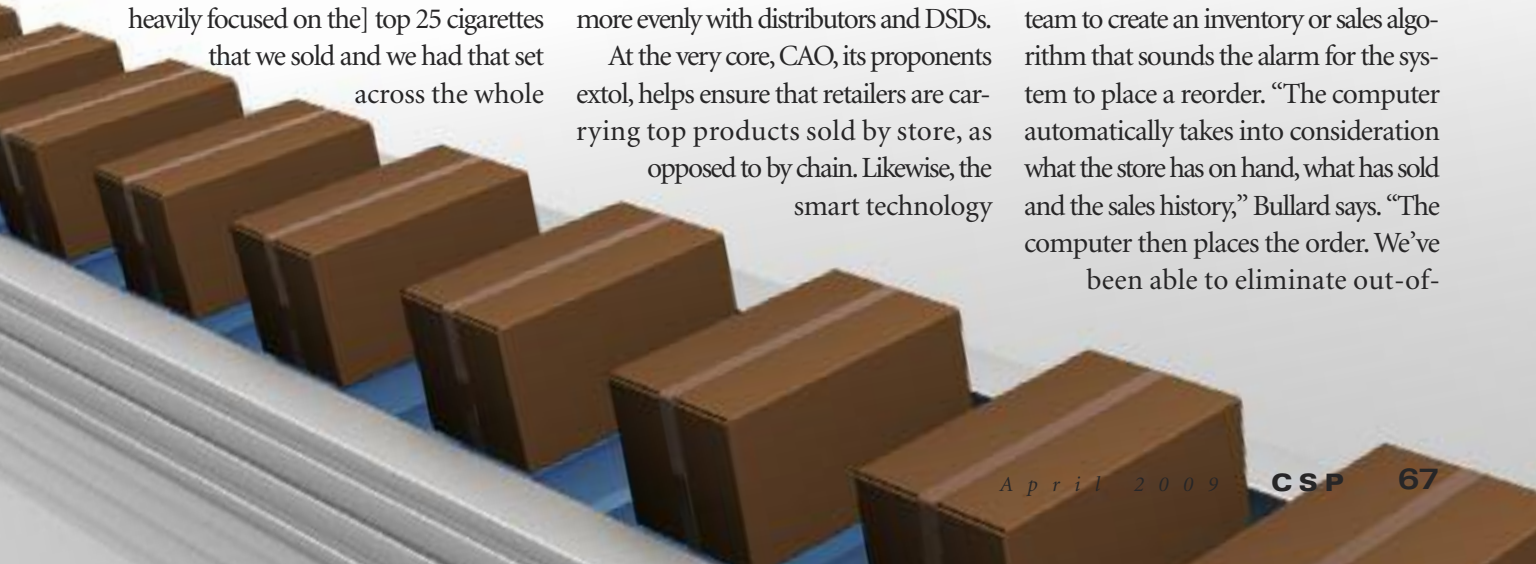 heavily focused on the] top 25 cigarettes
that we sold and we had that set
across the whole
more evenly with distributors and DSDs.
At the very core, CAO, its proponents
extol, helps ensure that retailers are car-
rying top products sold by store, as
opposed to by chain. Likewise, the
smart technology
team to create an inventory or sales algo-
rithm that sounds the alarm for the sys-
tem to place a reorder. “The computer
automatically takes into consideration
what the store has on hand, what has sold
and the sales history,” Bullard says. “The
computer then places the order. We’ve
been able to eliminate out-of-
April 2009 CSP 67